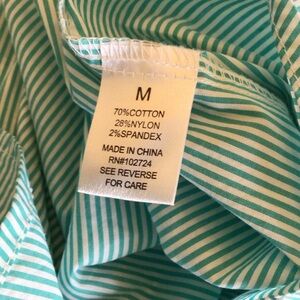 M
70%COTTON
28%NYLON
2%SPANDEX
MADE IN CHINA
RN#102724
SEE REVERSE
FOR CARE